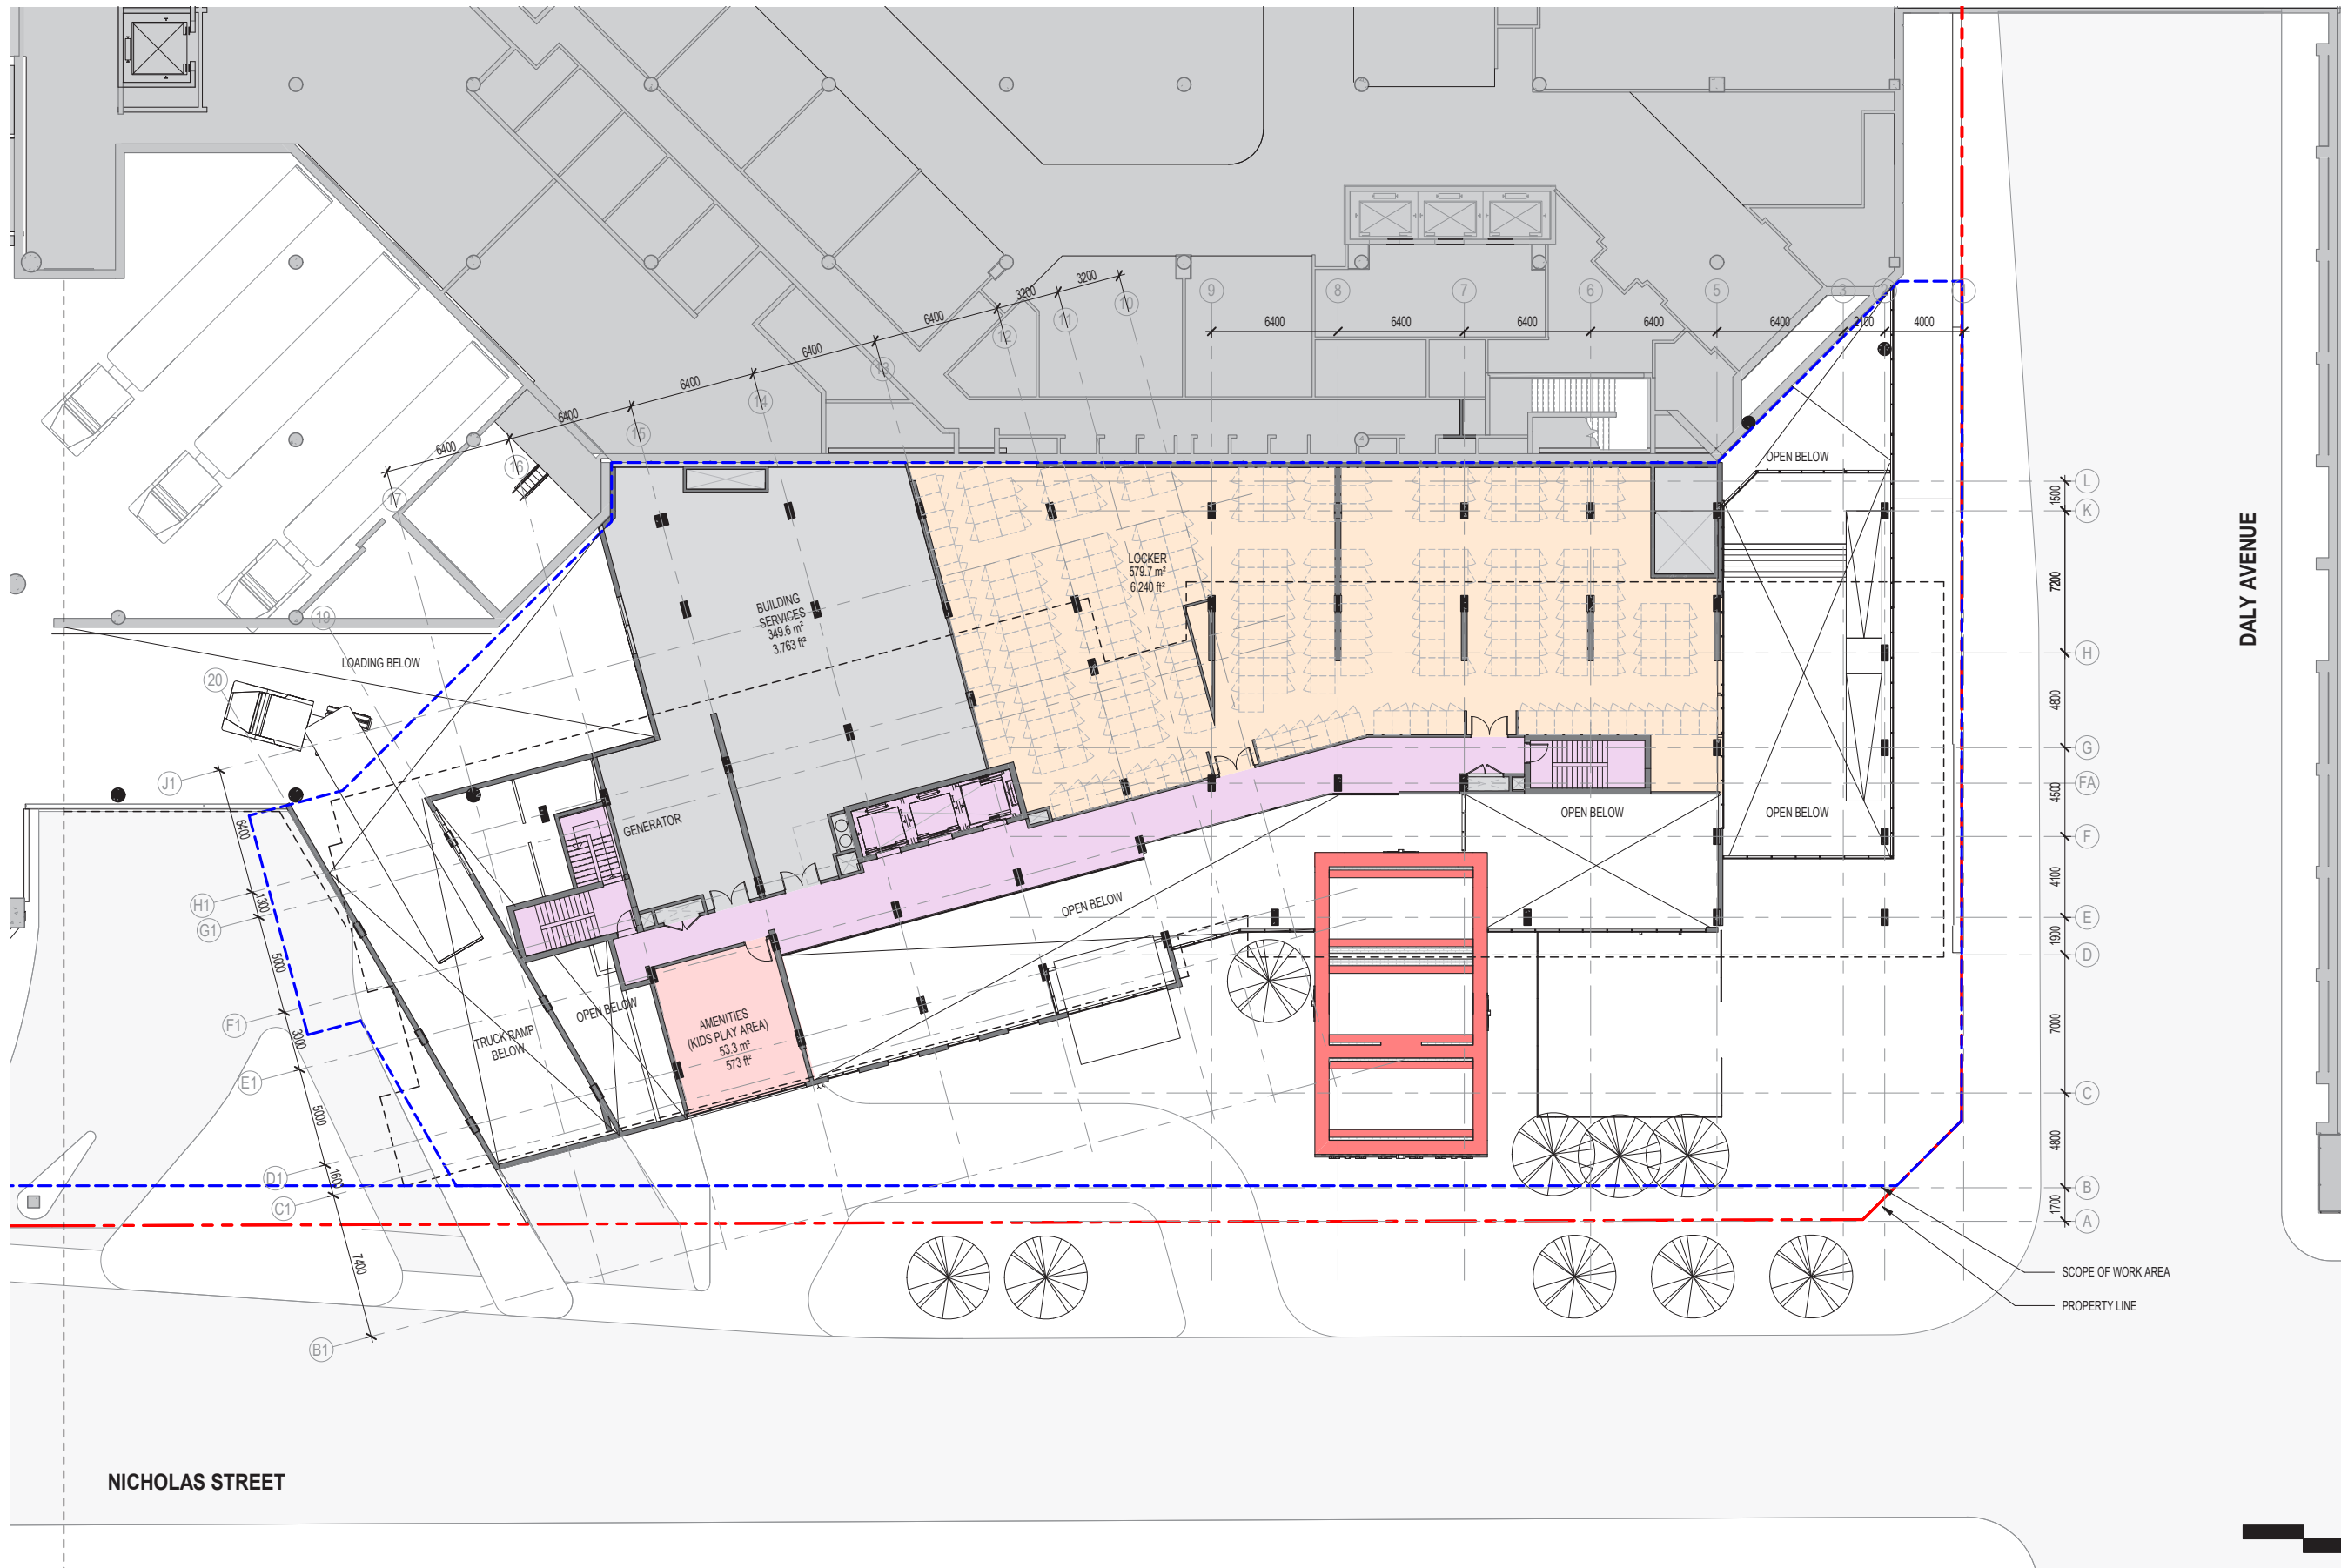 3200
3200
6400
6400
6400
6400
6400
6400
6400
6400
6400
6400
2100
4000
9
8
7
6
5
3
2
10
11
12
13
14
15
16
17
19
20
OPEN BELOW
L
1500
K
7200
H
4800
G
FA
4500
F
4100
E
1900
D
7000
C
4800
B
1700
A
DALY AVENUE
LOCKER
579.7 m²
6,240 ft²
BUILDING
SERVICES
349.6 m²
3,763 ft²
LOADING BELOW
GENERATOR
OPEN BELOW
OPEN BELOW
OPEN BELOW
OPEN BELOW
TRUCK RAMP
BELOW
AMENITIES
(KIDS PLAY AREA)
53.3 m²
573 ft²
J1
6400
H1
1300
G1
5000
F1
3000
E1
5000
D1
1600
C1
7400
B1
SCOPE OF WORK AREA
PROPERTY LINE
NICHOLAS STREET